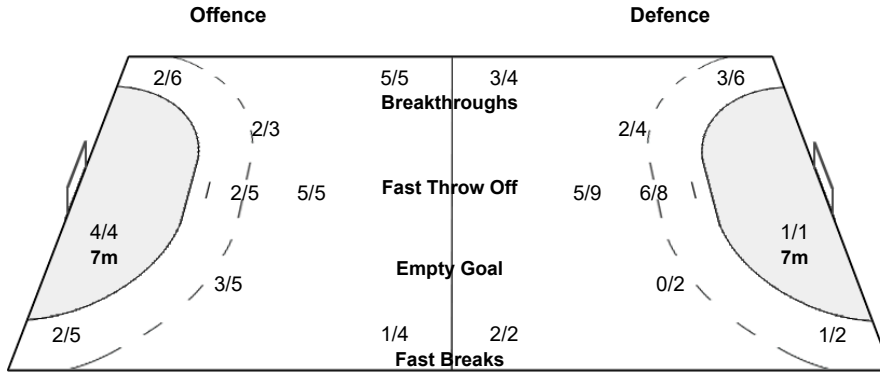 Offence Defence
2/6 5/5 3/4 3/6
Breakthroughs
2/3 2/4
2/5 5/5 Fast Throw Off 5/9 6/8
4/4 1/1
7m 7m
Empty Goal
3/5 0/2
2/5 1/4 2/2 1/2
Fast Breaks